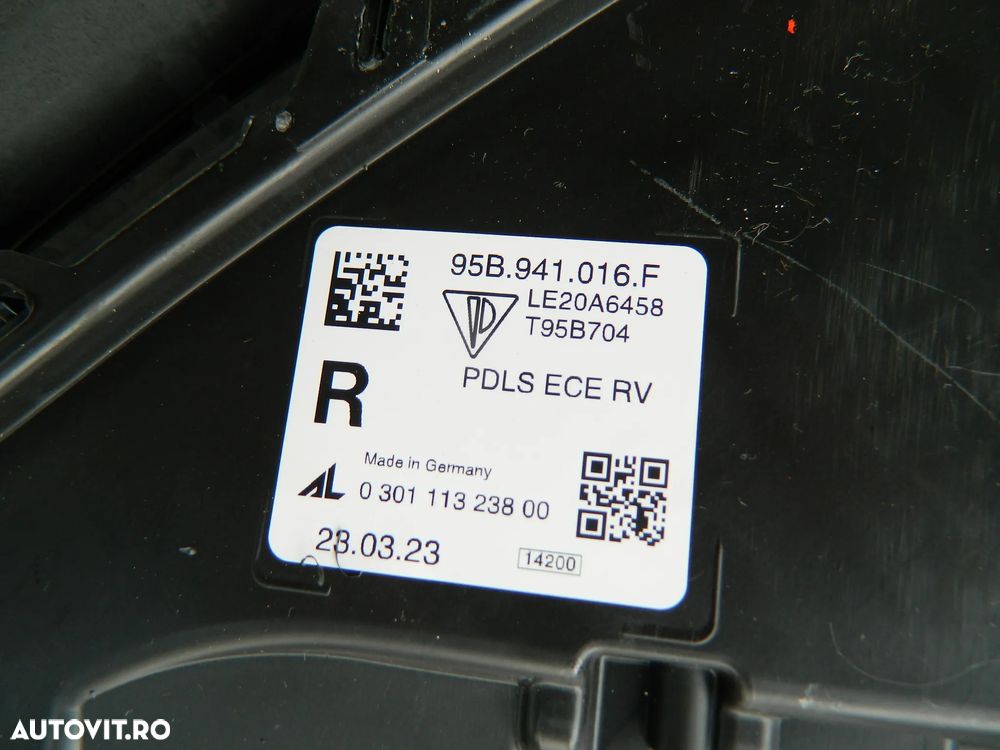 95B.941.016.F
LE20A6458
T95B704
PDLS ECE RV
R
Made in Germany
AL
0 301 113 238 00
23.03.23
14200
AUTOVIT.RO